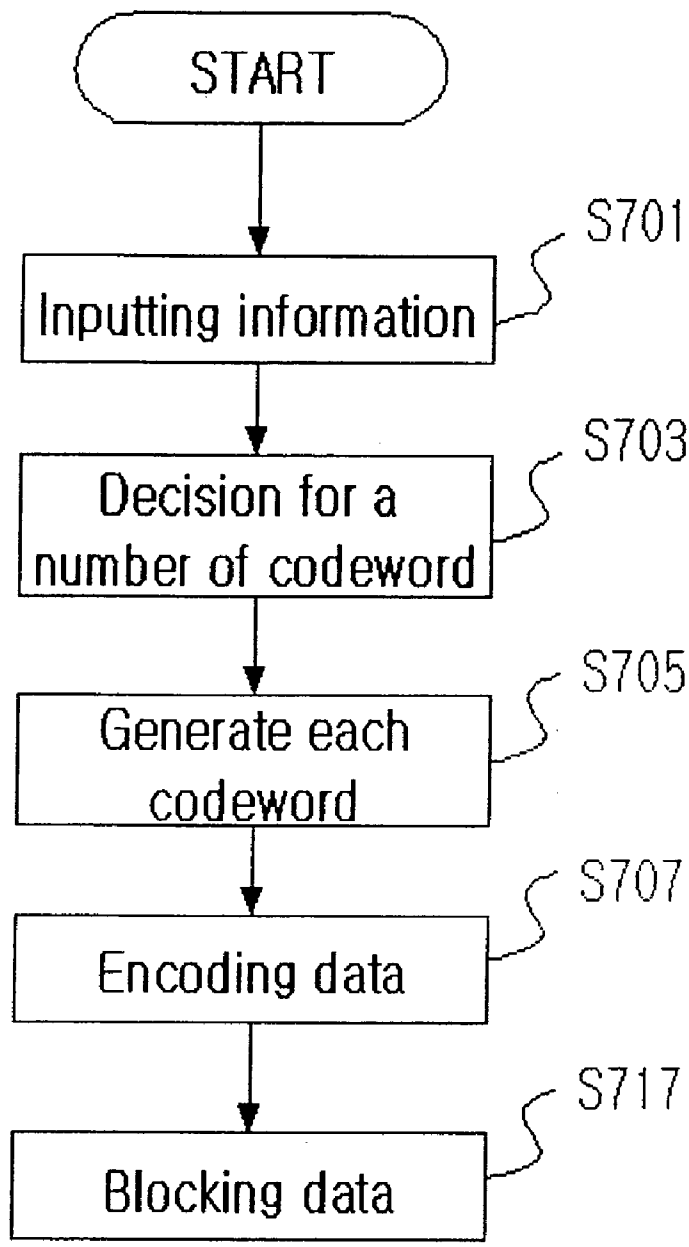 START
S701
Inputting information
S703
Decision for a
number of codeword
S705
Generate each
codeword
S707
Encoding data
S717
Blocking data